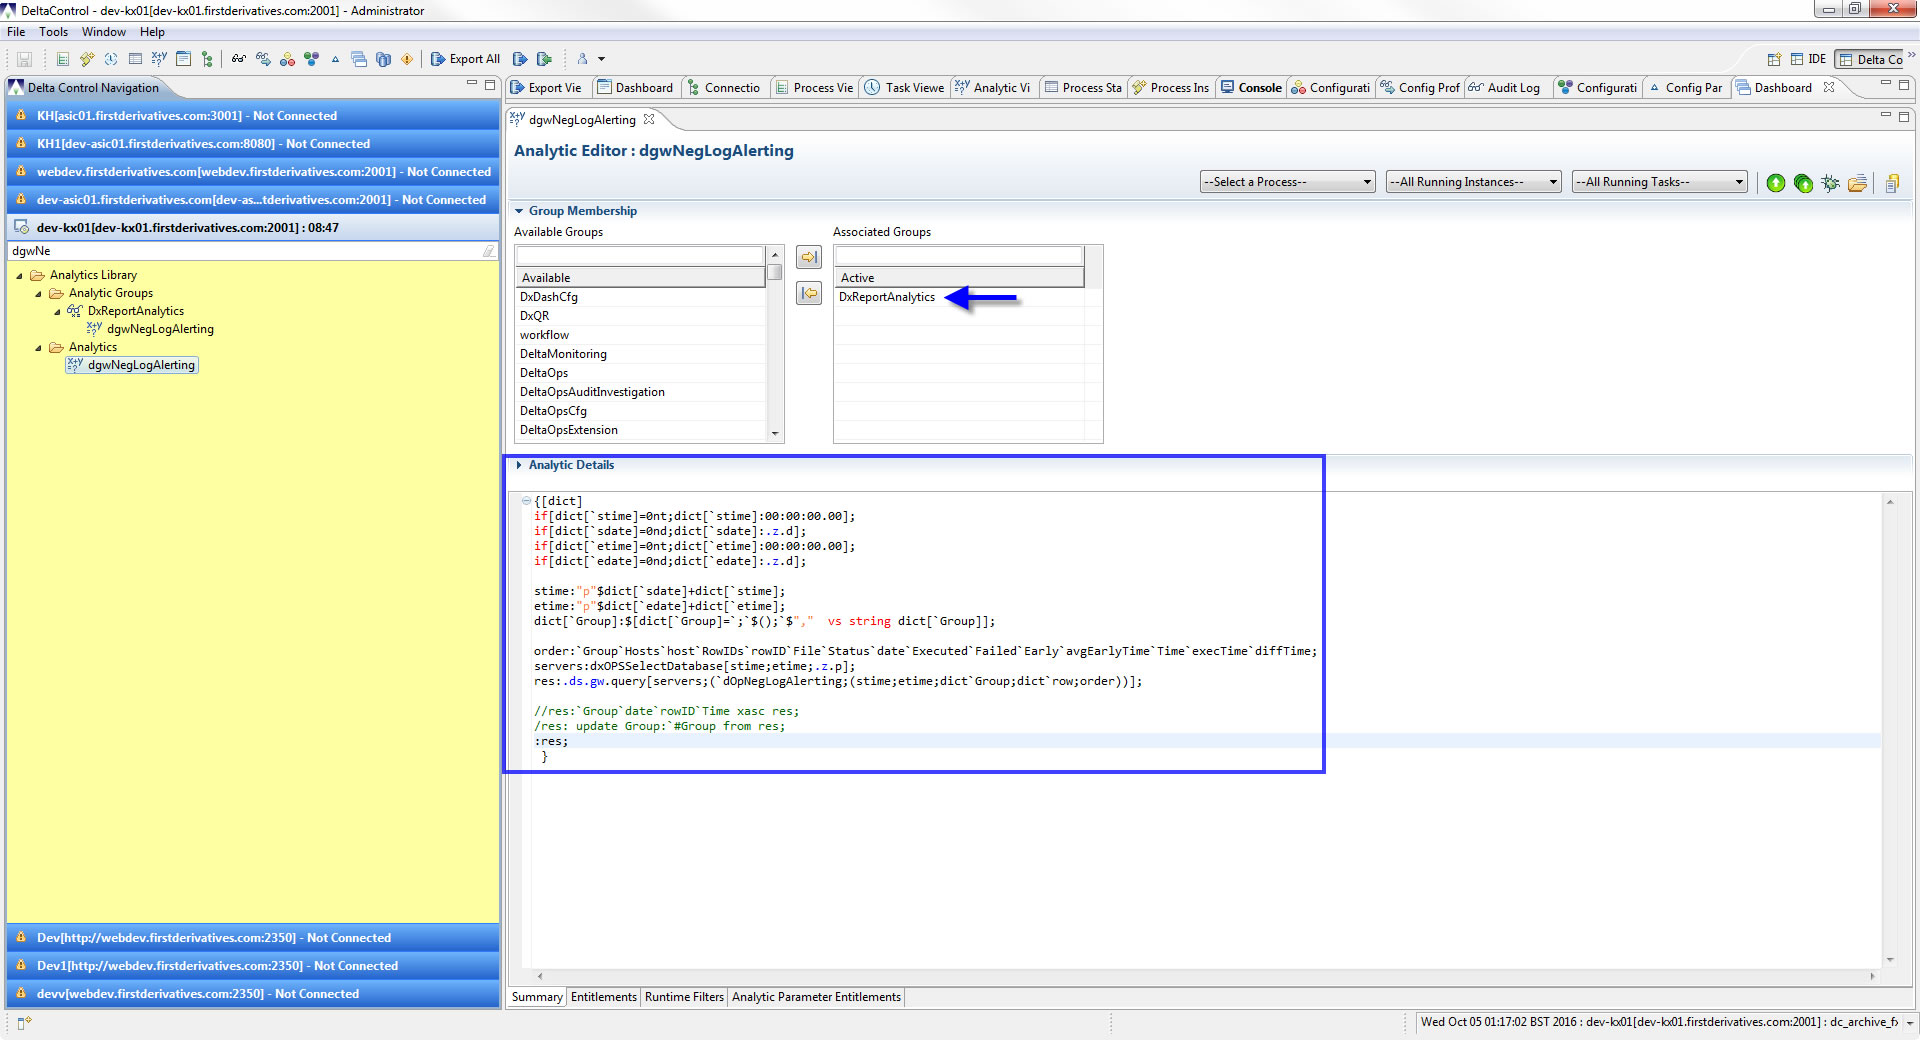 DeltaControl - dev-kx01[dev-kx01.firstderivatives.com:2001] - Administrator
File Tools Window Help
Export All
IDE
Delta Co
Delta Control Navigation
KH[asic01.firstderivatives.com:3001] - Not Connected
KH1[dev-asic01.firstderivatives.com:8080] - Not Connected
webdev.firstderivatives.com[webdev.firstderivatives.com:2001] - Not Connected
dev-asic01.firstderivatives.com[dev-as...tderivatives.com:2001] - Not Connected
dev-kx01[dev-kx01.firstderivatives.com:2001] : 08:47
dgwNe
Analytics Library
Analytic Groups
DxReportAnalytics
dgwNegLogAlerting
Analytics
dgwNegLogAlerting
Dev[http://webdev.firstderivatives.com:2350] - Not Connected
Dev1[http://webdev.firstderivatives.com:2350] - Not Connected
devv[webdev.firstderivatives.com:2350] - Not Connected
Export Vie Dashboard Connectio Process Vie Task Viewe Analytic Vi Process Sta Process Ins Console Configurati Config Prof Audit Log Configurati Config Par Dashboard
dgwNegLogAlerting
Analytic Editor : dgwNegLogAlerting
--Select a Process-- --All Running Instances-- --All Running Tasks--
Group Membership
Available Groups
Available
DxDashCfg
DxQR
workflow
DeltaMonitoring
DeltaOps
DeltaOpsAuditInvestigation
DeltaOpsCfg
DeltaOpsExtension
Associated Groups
Active
DxReportAnalytics
Analytic Details
{[dict]
if[dict[`stime]=0nt;dict[`stime]:00:00:00.00];
if[dict[`sdate]=0nd;dict[`sdate]:.z.d];
if[dict[`etime]=0nt;dict[`etime]:00:00:00.00];
if[dict[`edate]=0nd;dict[`edate]:.z.d];
stime:"p"$dict[`sdate]+dict[`stime];
etime:"p"$dict[`edate]+dict[`etime];
dict[`Group]:$[dict[`Group]=`;`$();`$","  vs string dict[`Group]];
order:`Group`Hosts`host`RowIDs`rowID`File`Status`date`Executed`Failed`Early`avgEarlyTime`Time`execTime`diffTime;
servers:dxOPSSelectDatabase[stime;etime;.z.p];
res:.ds.gw.query[servers;(`dOpNegLogAlerting;(stime;etime;dict`Group;dict`row;order))];
//res:`Group`date`rowID`Time xasc res;
/res: update Group:`#Group from res;
:res;
}
Summary Entitlements Runtime Filters Analytic Parameter Entitlements
Wed Oct 05 01:17:02 BST 2016 : dev-kx01[dev-kx01.firstderivatives.com:2001] : dc_archive_f